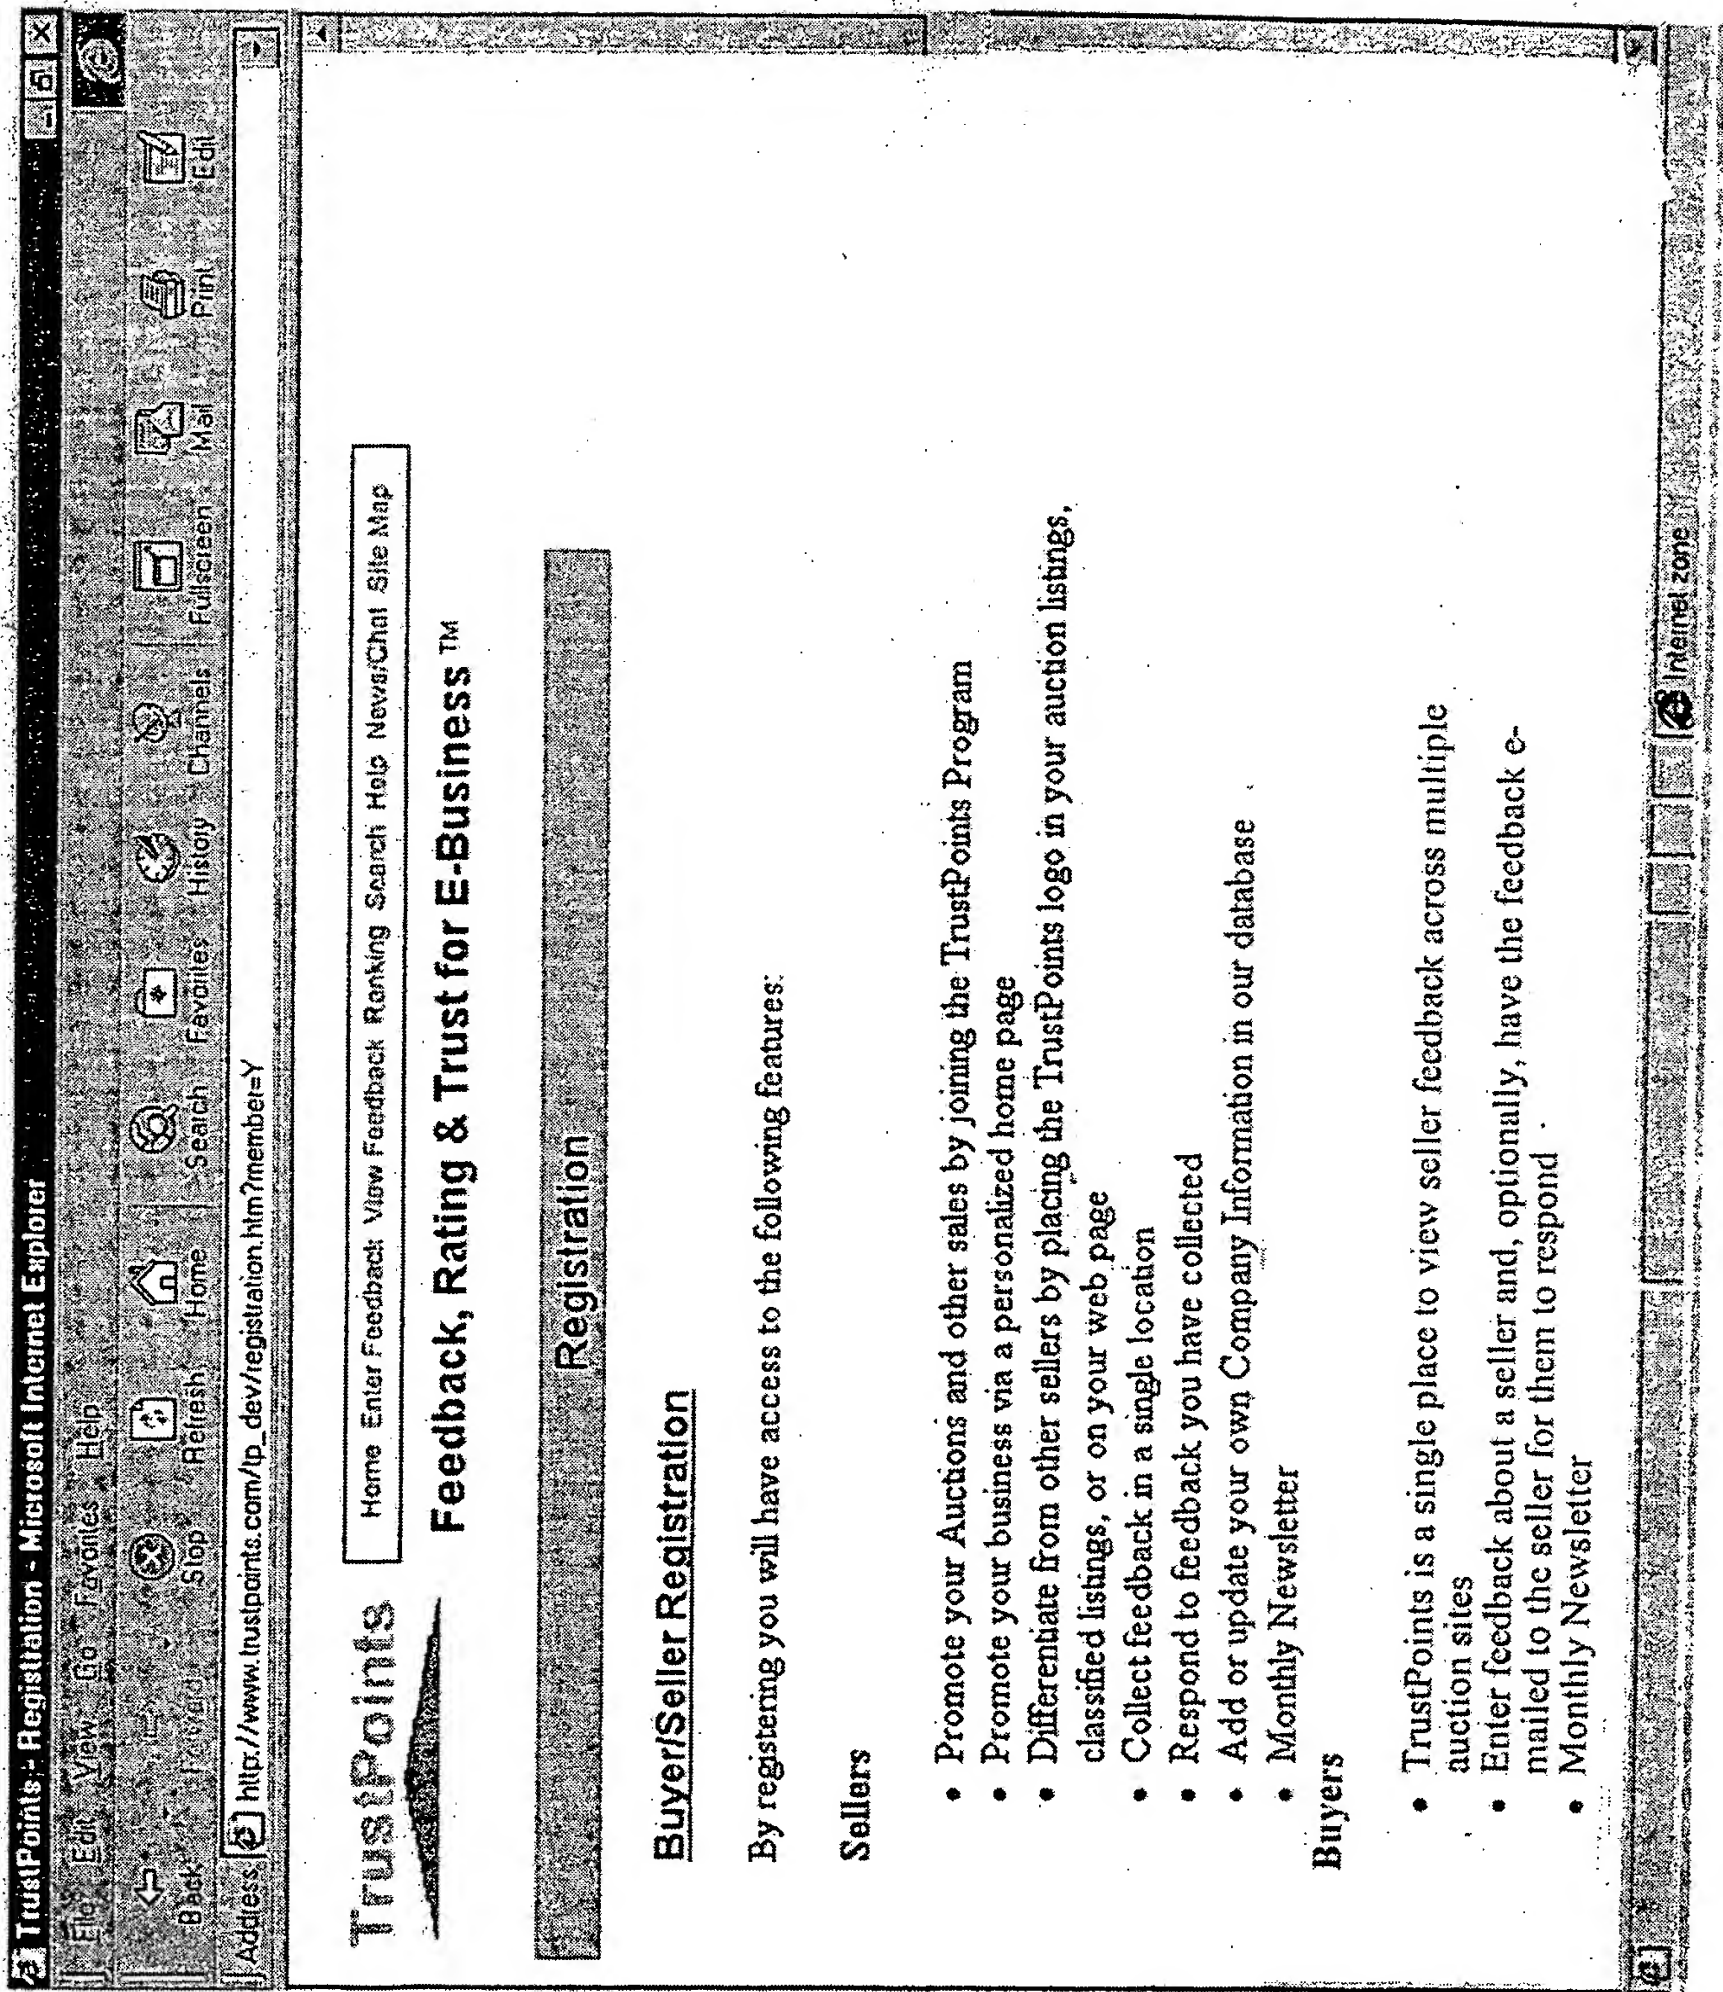 TrustPoints - Registration - Microsoft Internet Explorer
File Edit View Go Favorites Help
Back Forward Stop Refresh Home Search Favorites History Channels Fullscreen Mail Print Edit
Address http://www.trustpoints.com/tp_dev/registration.htm?member=Y
TrustPoints
Home Enter Feedback View Feedback Ranking Search Help News/Chat Site Map
Feedback, Rating & Trust for E-Business™
Registration
Buyer/Seller Registration
By registering you will have access to the following features:
Sellers
• Promote your Auctions and other sales by joining the TrustPoints Program
• Promote your business via a personalized home page
• Differentiate from other sellers by placing the TrustPoints logo in your auction listings,
classified listings, or on your web page
• Collect feedback in a single location
• Respond to feedback you have collected
• Add or update your own Company Information in our database
• Monthly Newsletter
Buyers
• TrustPoints is a single place to view seller feedback across multiple
auction sites
• Enter feedback about a seller and, optionally, have the feedback e-
mailed to the seller for them to respond
• Monthly Newsletter
Internet zone